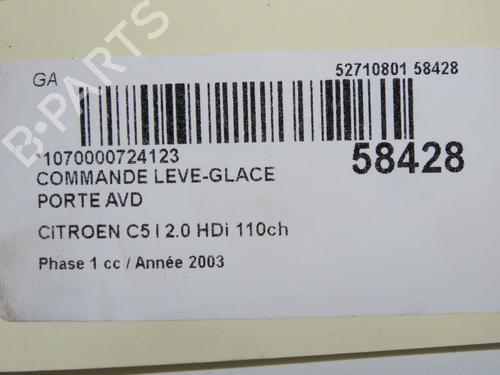 GA
52710801 58428
*1070000724123
58428
COMMANDE LEVE-GLACE
PORTE AVD
CITROEN C5 I 2.0 HDi 110ch
Phase 1 cc / Année 2003
B-PARTS